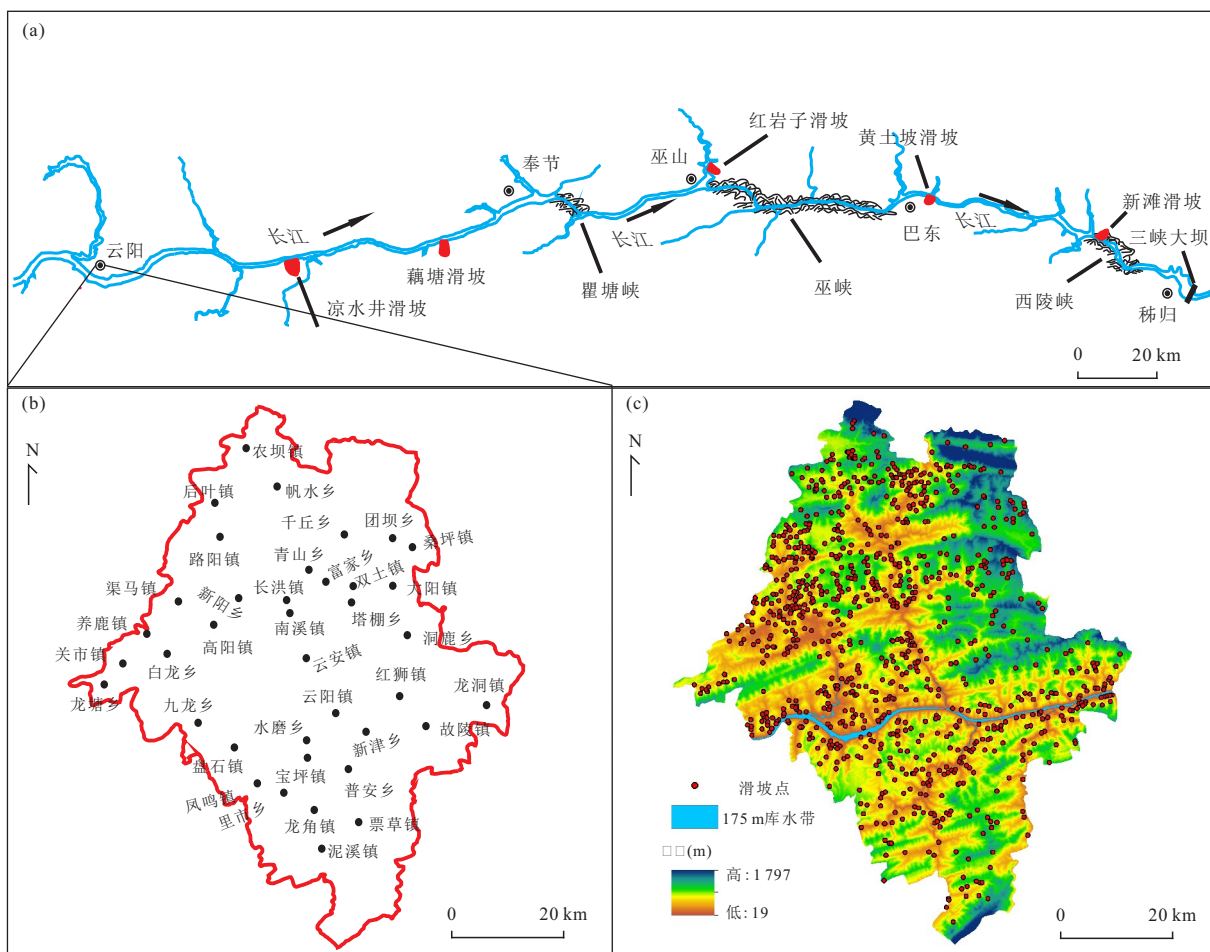 (a)
红岩子滑坡
黄土坡滑坡
奉节
巫山
新滩滑坡
长江
长江
巴东
长江
三峡大坝
云阳
藕塘滑坡
瞿塘峡
巫峡
西陵峡
凉水井滑坡
秭归
0 20 km
(b)
N
农坝镇
后叶镇
帆水乡
千丘乡
团坝乡
桑坪镇
路阳镇
青山乡
富家乡
双土镇
大阳镇
渠马镇
新阳乡
长洪镇
塔棚乡
养鹿镇
高阳镇
南溪镇
洞鹿乡
关市镇
白龙乡
云安镇
红狮镇
龙塘乡
九龙乡
云阳镇
龙洞镇
水磨乡
新津乡
故陵镇
盘石镇
宝坪镇
普安乡
凤鸣镇
里市乡
龙角镇
票草镇
泥溪镇
0 20 km
(c)
N
滑坡点
175 m库水带
□□(m)
高: 1 797
低: 19
0 20 km